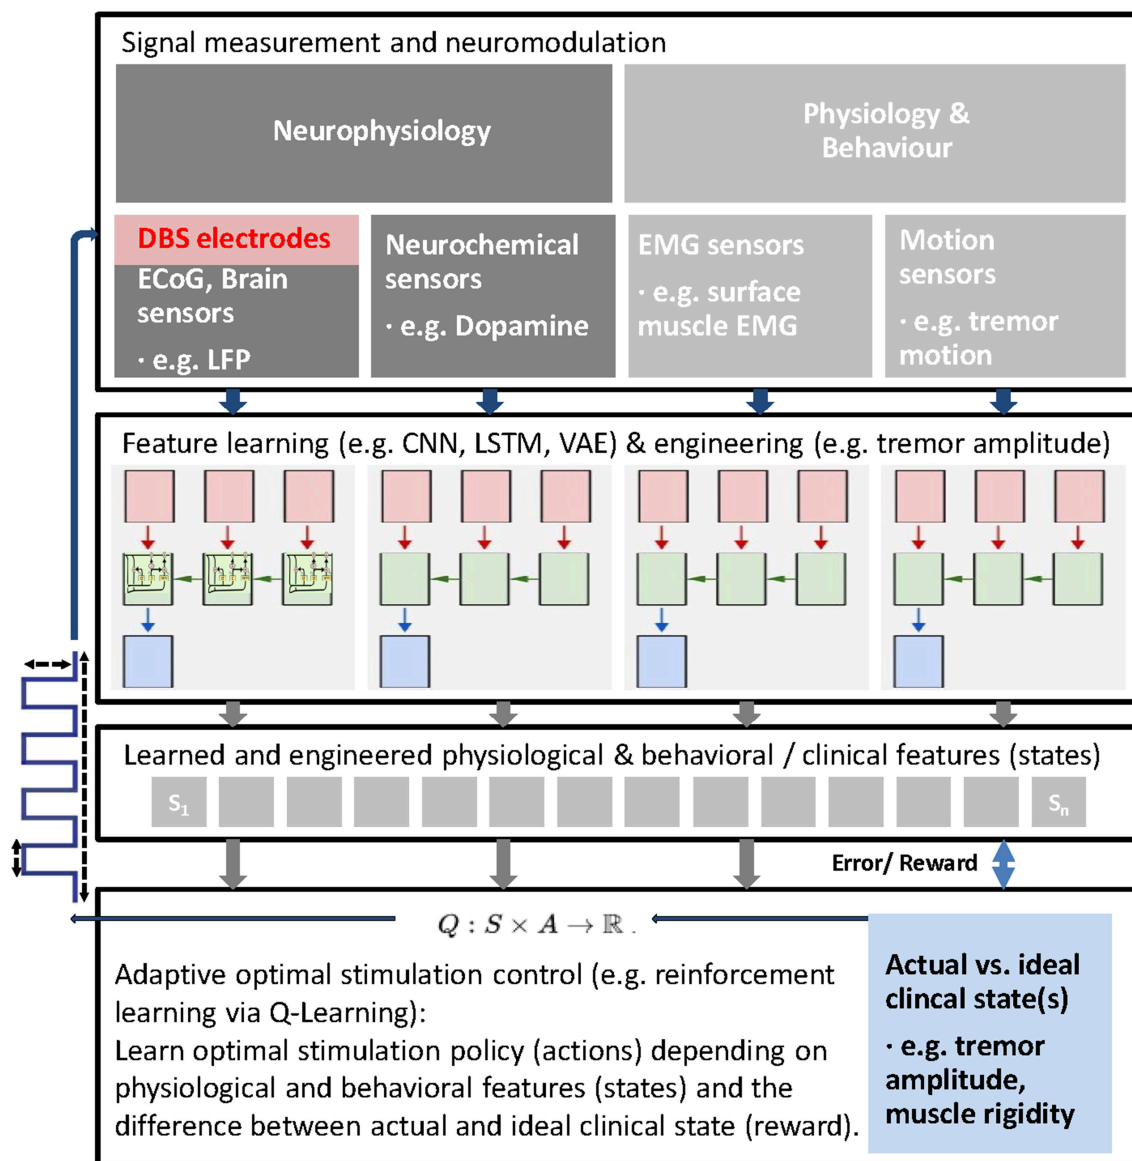 Signal measurement and neuromodulation
Neurophysiology
Physiology &
Behaviour
DBS electrodes
ECoG, Brain
sensors
· e.g. LFP
Neurochemical
sensors
· e.g. Dopamine
EMG sensors
· e.g. surface
muscle EMG
Motion
sensors
· e.g. tremor
motion
Feature learning (e.g. CNN, LSTM, VAE) & engineering (e.g. tremor amplitude)
Learned and engineered physiological & behavioral / clinical features (states)
S₁
Sₙ
Error/ Reward
Q : S × A → ℝ .
Adaptive optimal stimulation control (e.g. reinforcement
learning via Q-Learning):
Learn optimal stimulation policy (actions) depending on
physiological and behavioral features (states) and the
difference between actual and ideal clinical state (reward).
Actual vs. ideal
clincal state(s)
· e.g. tremor
amplitude,
muscle rigidity